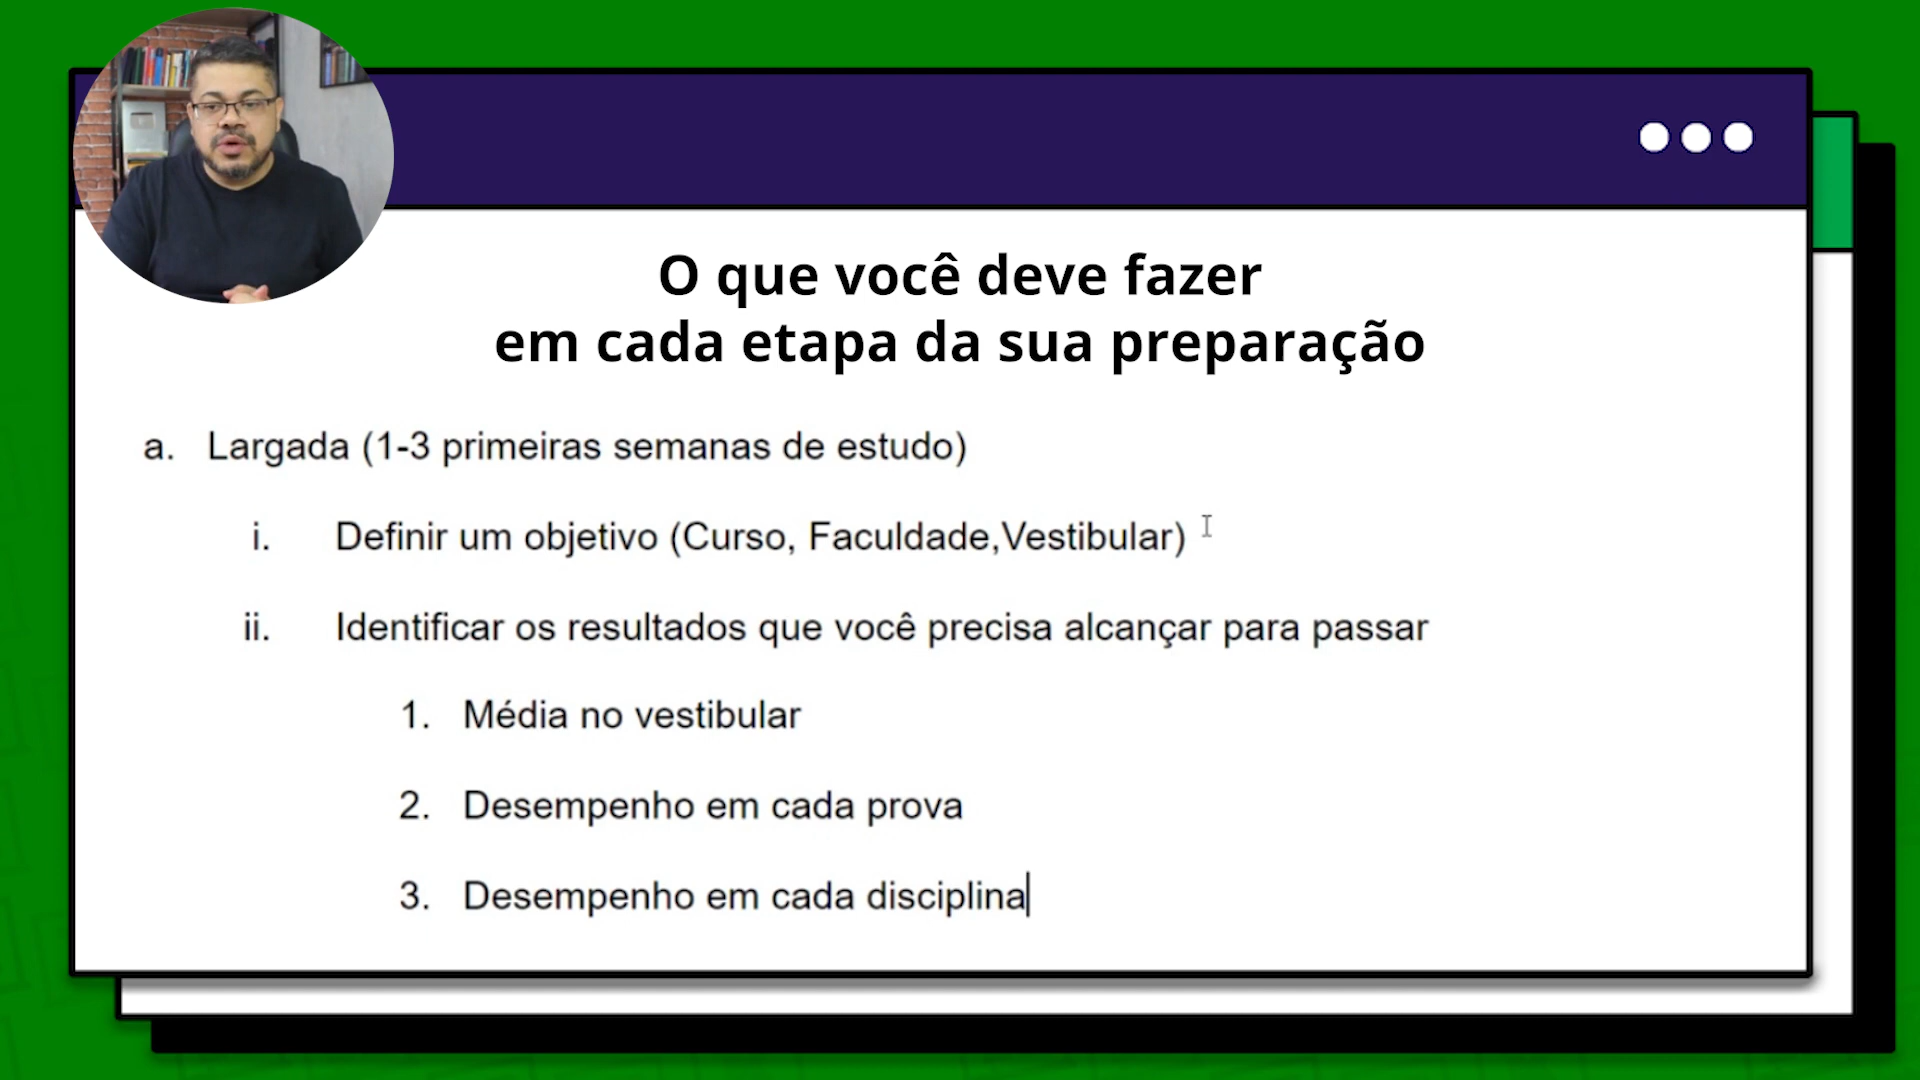 O que você deve fazer
em cada etapa da sua preparação
a. Largada (1-3 primeiras semanas de estudo)
i. Definir um objetivo (Curso, Faculdade,Vestibular)
ii. Identificar os resultados que você precisa alcançar para passar
1. Média no vestibular
2. Desempenho em cada prova
3. Desempenho em cada disciplina